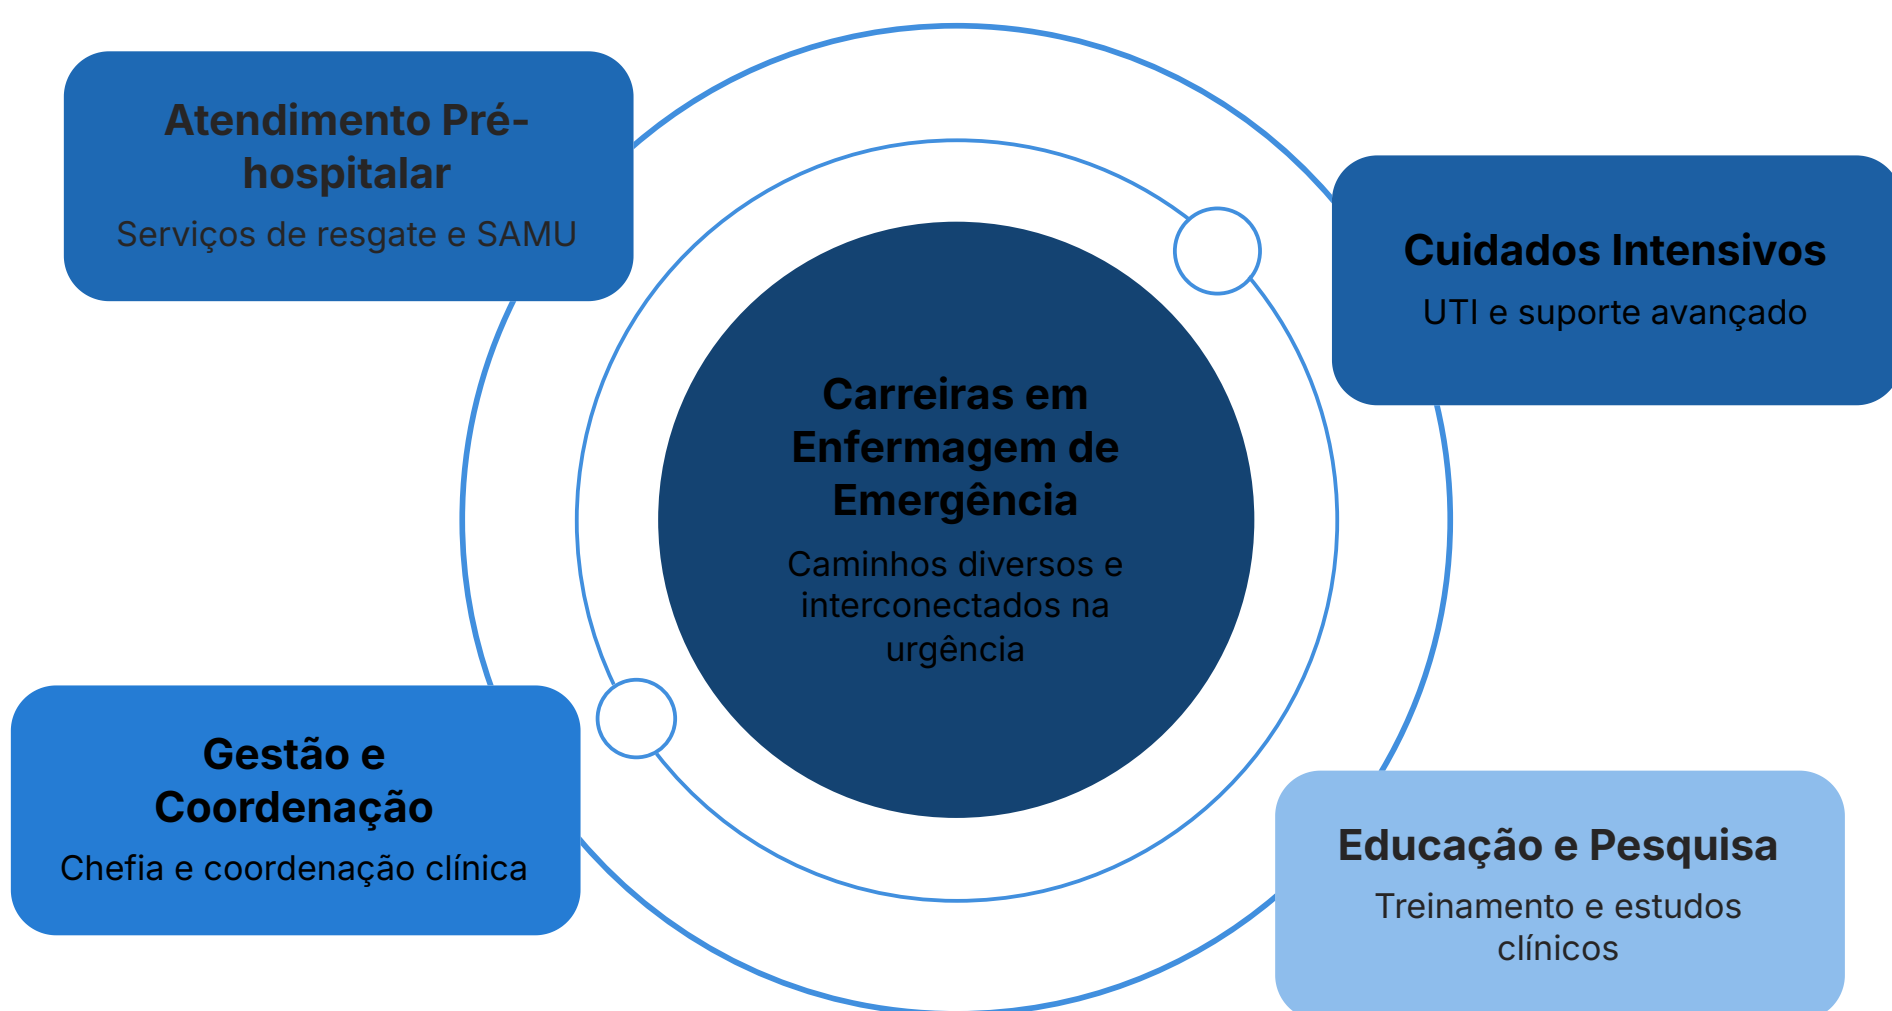 Atendimento Pré-
hospitalar
Serviços de resgate e SAMU
Cuidados Intensivos
UTI e suporte avançado
Carreiras em
Enfermagem de
Emergência
Caminhos diversos e
interconectados na
urgência
Gestão e
Coordenação
Chefia e coordenação clínica
Educação e Pesquisa
Treinamento e estudos
clínicos